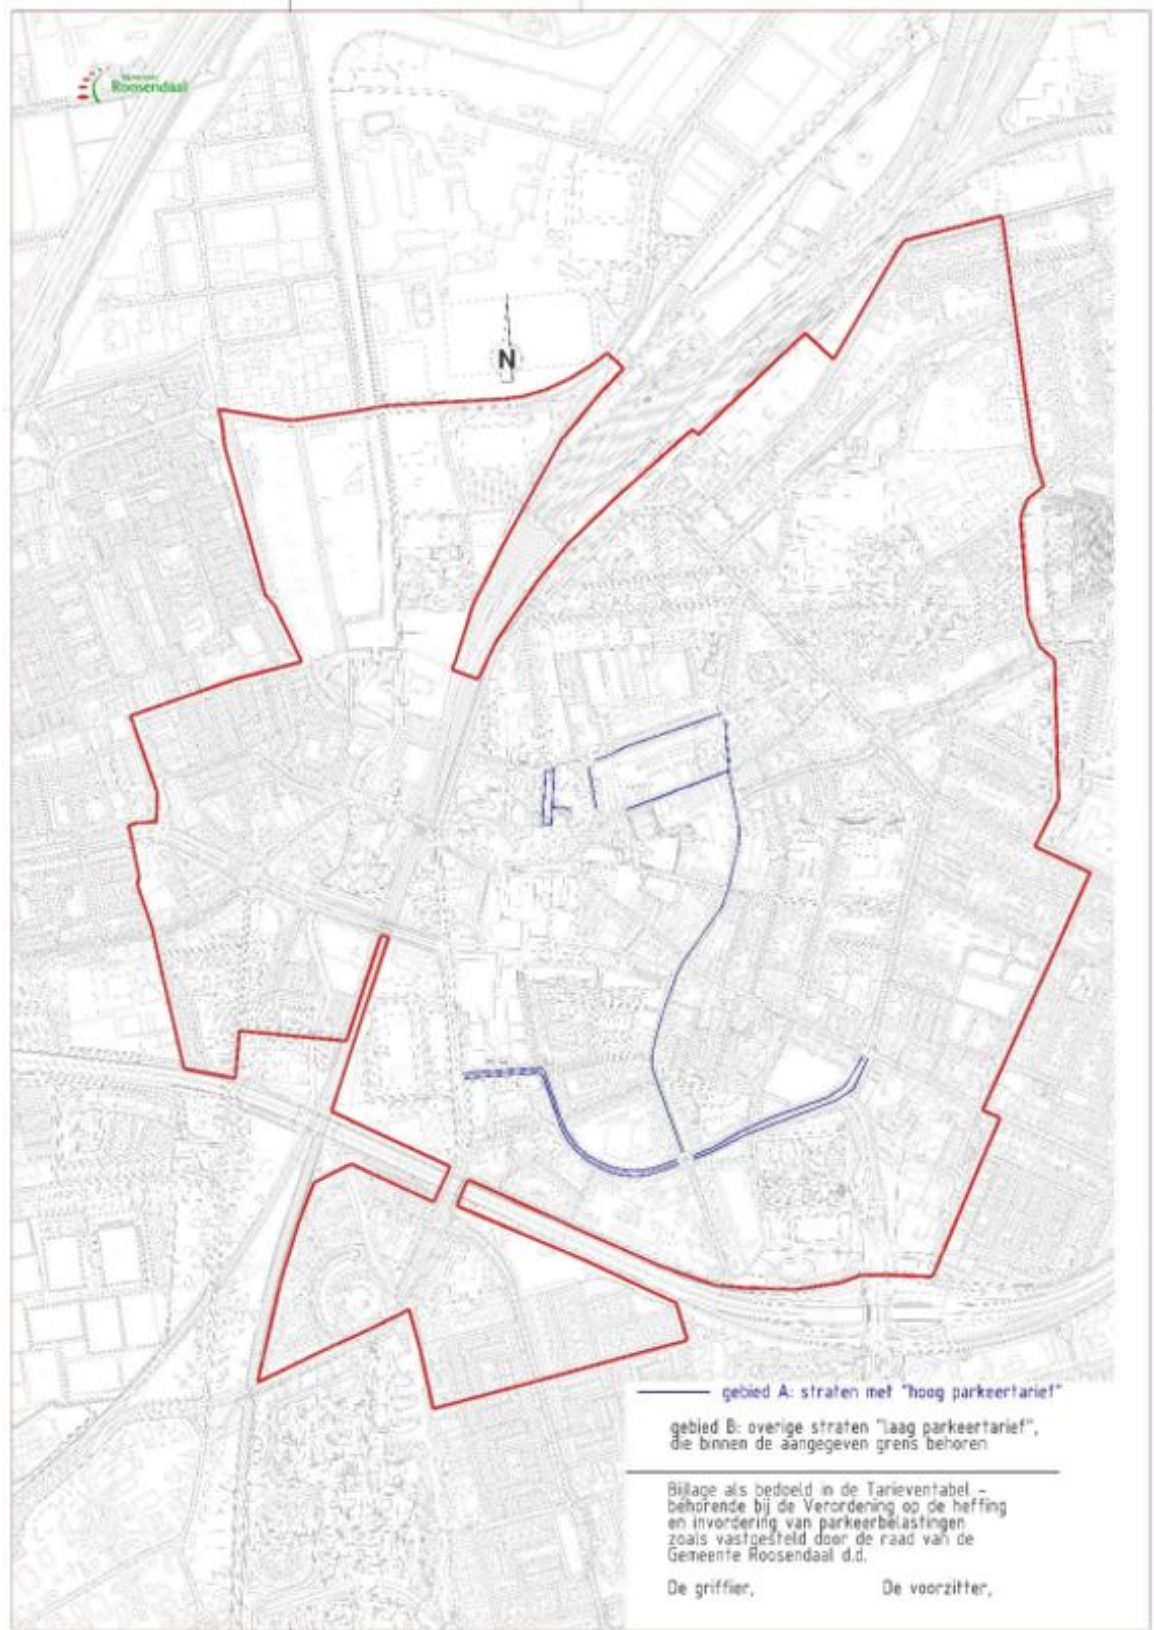 Gemeente
Roosendaal
N
gebied A: straten met "hoog parkeertarief"
gebied B: overige straten "laag parkeertarief",
die binnen de aangegeven grens behoren
Bijlage als bedoeld in de Tarieventabel -
behorende bij de Verordening op de heffing
en invordering van parkeerbelastingen
zoals vastgesteld door de raad van de
Gemeente Roosendaal d.d.
De griffier,
De voorzitter,